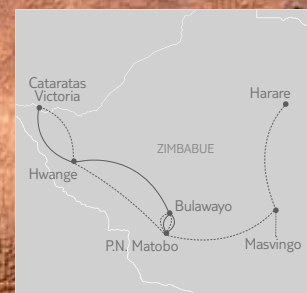 Cataratas
Victoria
Harare
ZIMBABUE
Hwange
Bulawayo
P.N. Matobo
Masvingo